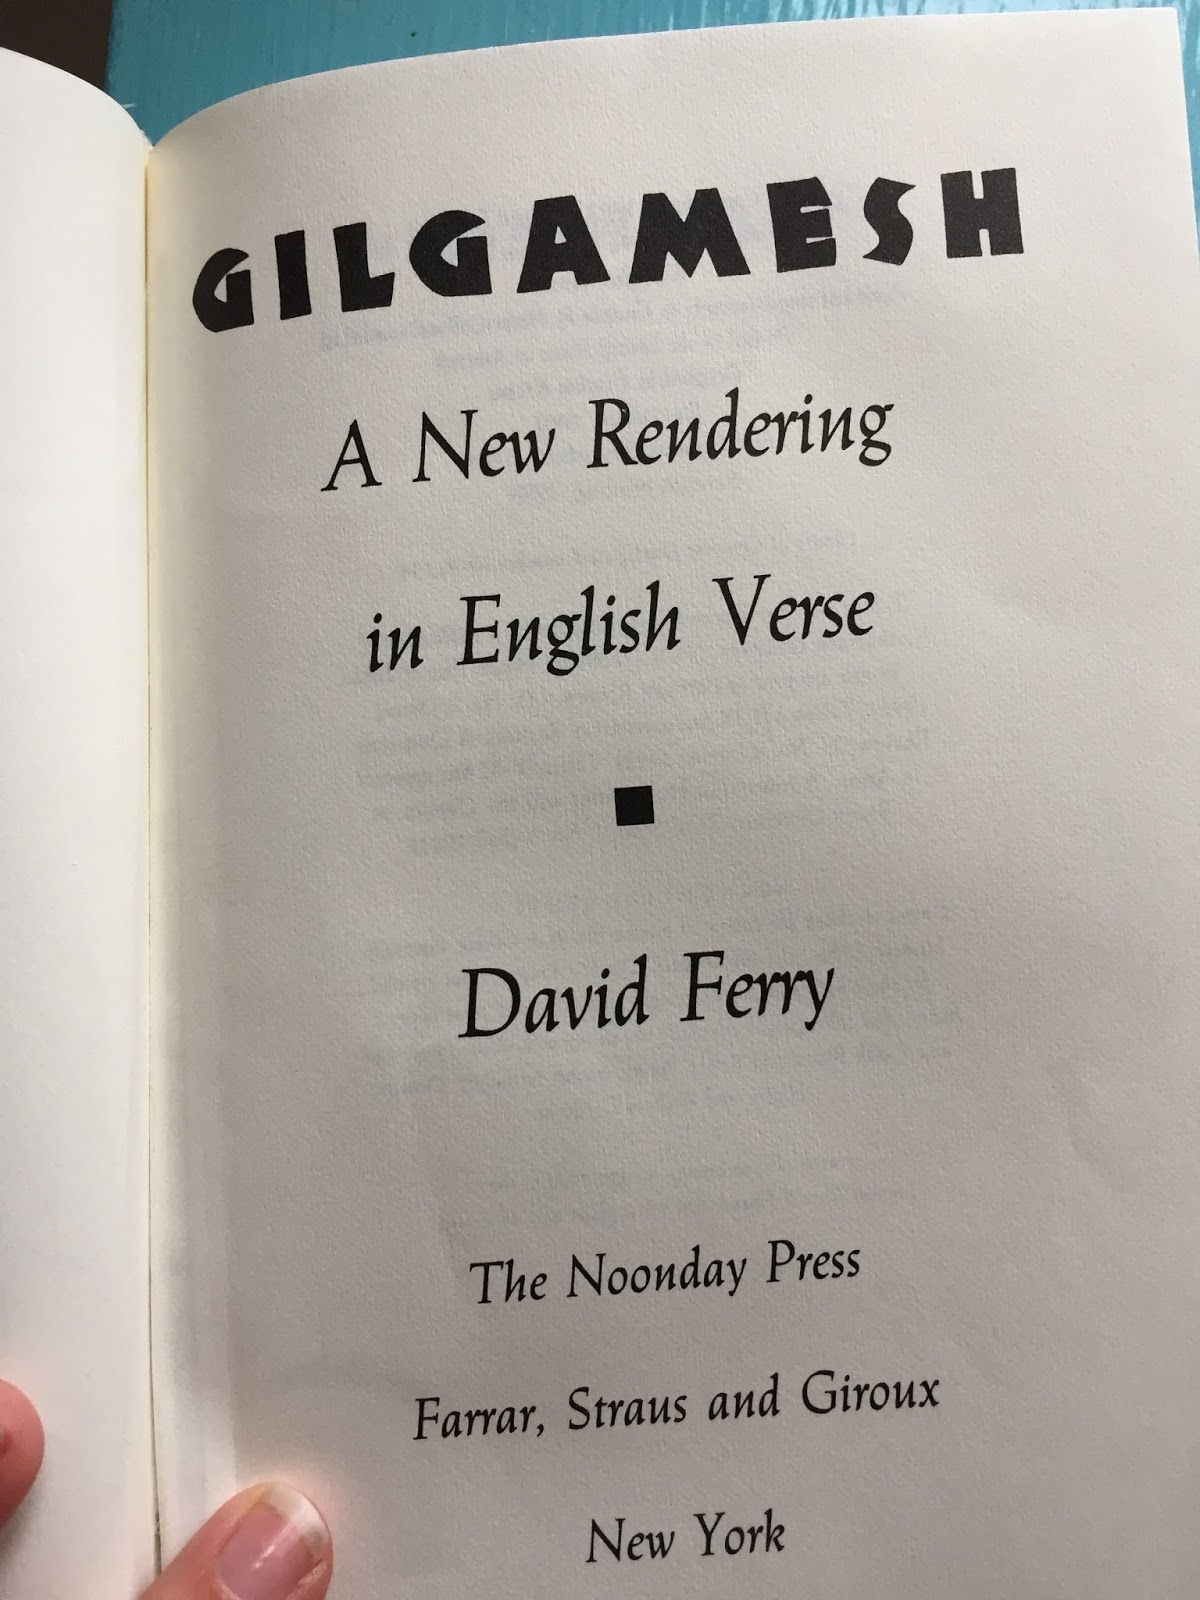 GILGAMESH
A New Rendering
in English Verse
David Ferry
The Noonday Press
Farrar, Straus and Giroux
New York